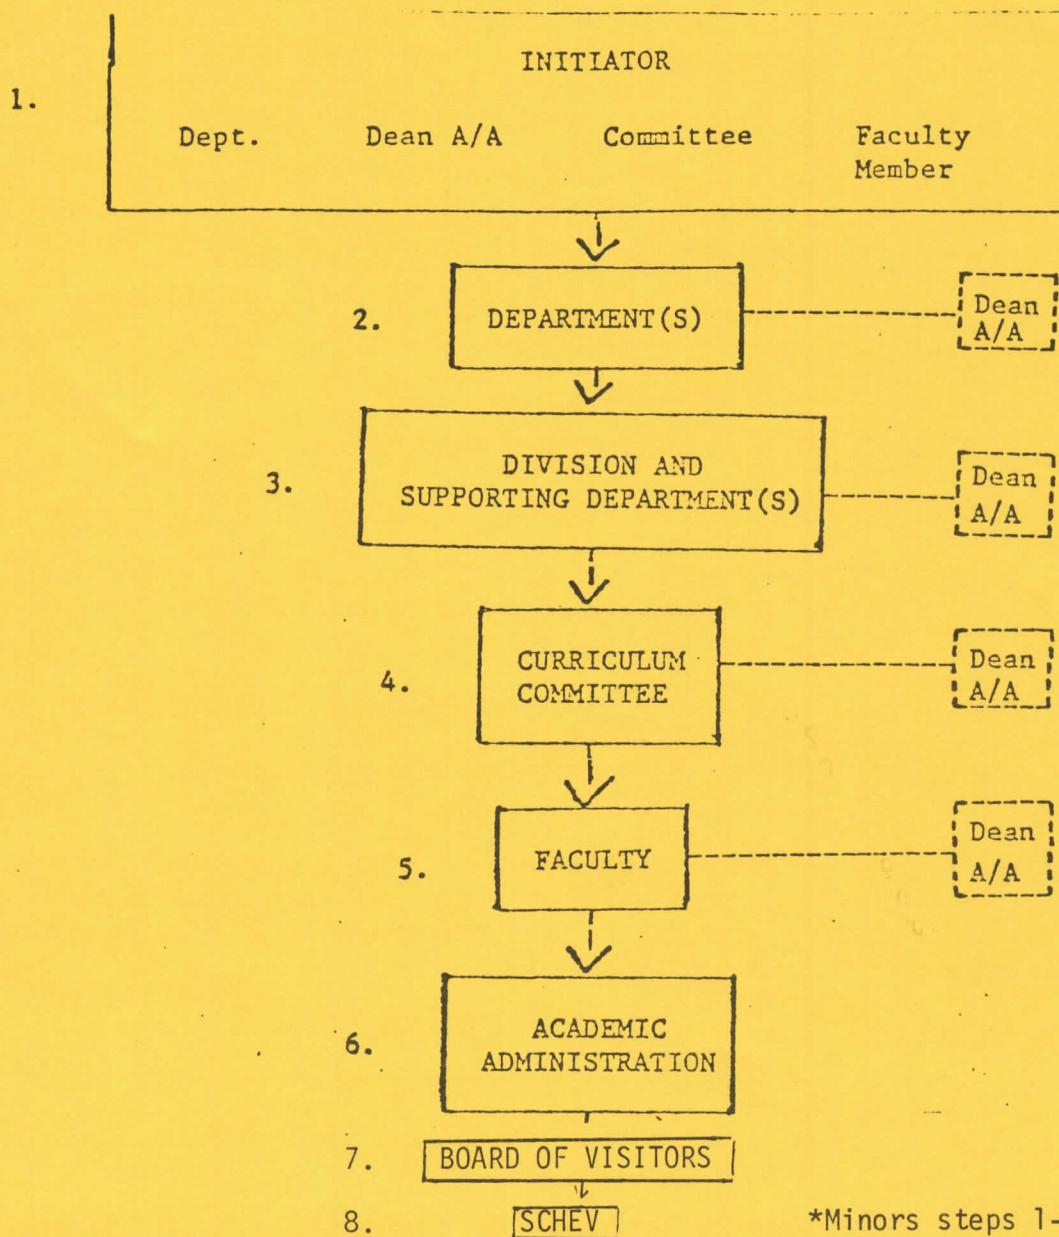 INITIATOR
1.
Dept. Dean A/A Committee Faculty
Member
2. DEPARTMENT(S) Dean
A/A
3. DIVISION AND Dean
SUPPORTING DEPARTMENT(S) A/A
4. CURRICULUM Dean
COMMITTEE A/A
5. FACULTY Dean
A/A
6. ACADEMIC
ADMINISTRATION
7. BOARD OF VISITORS
8. SCHEV *Minors steps 1-